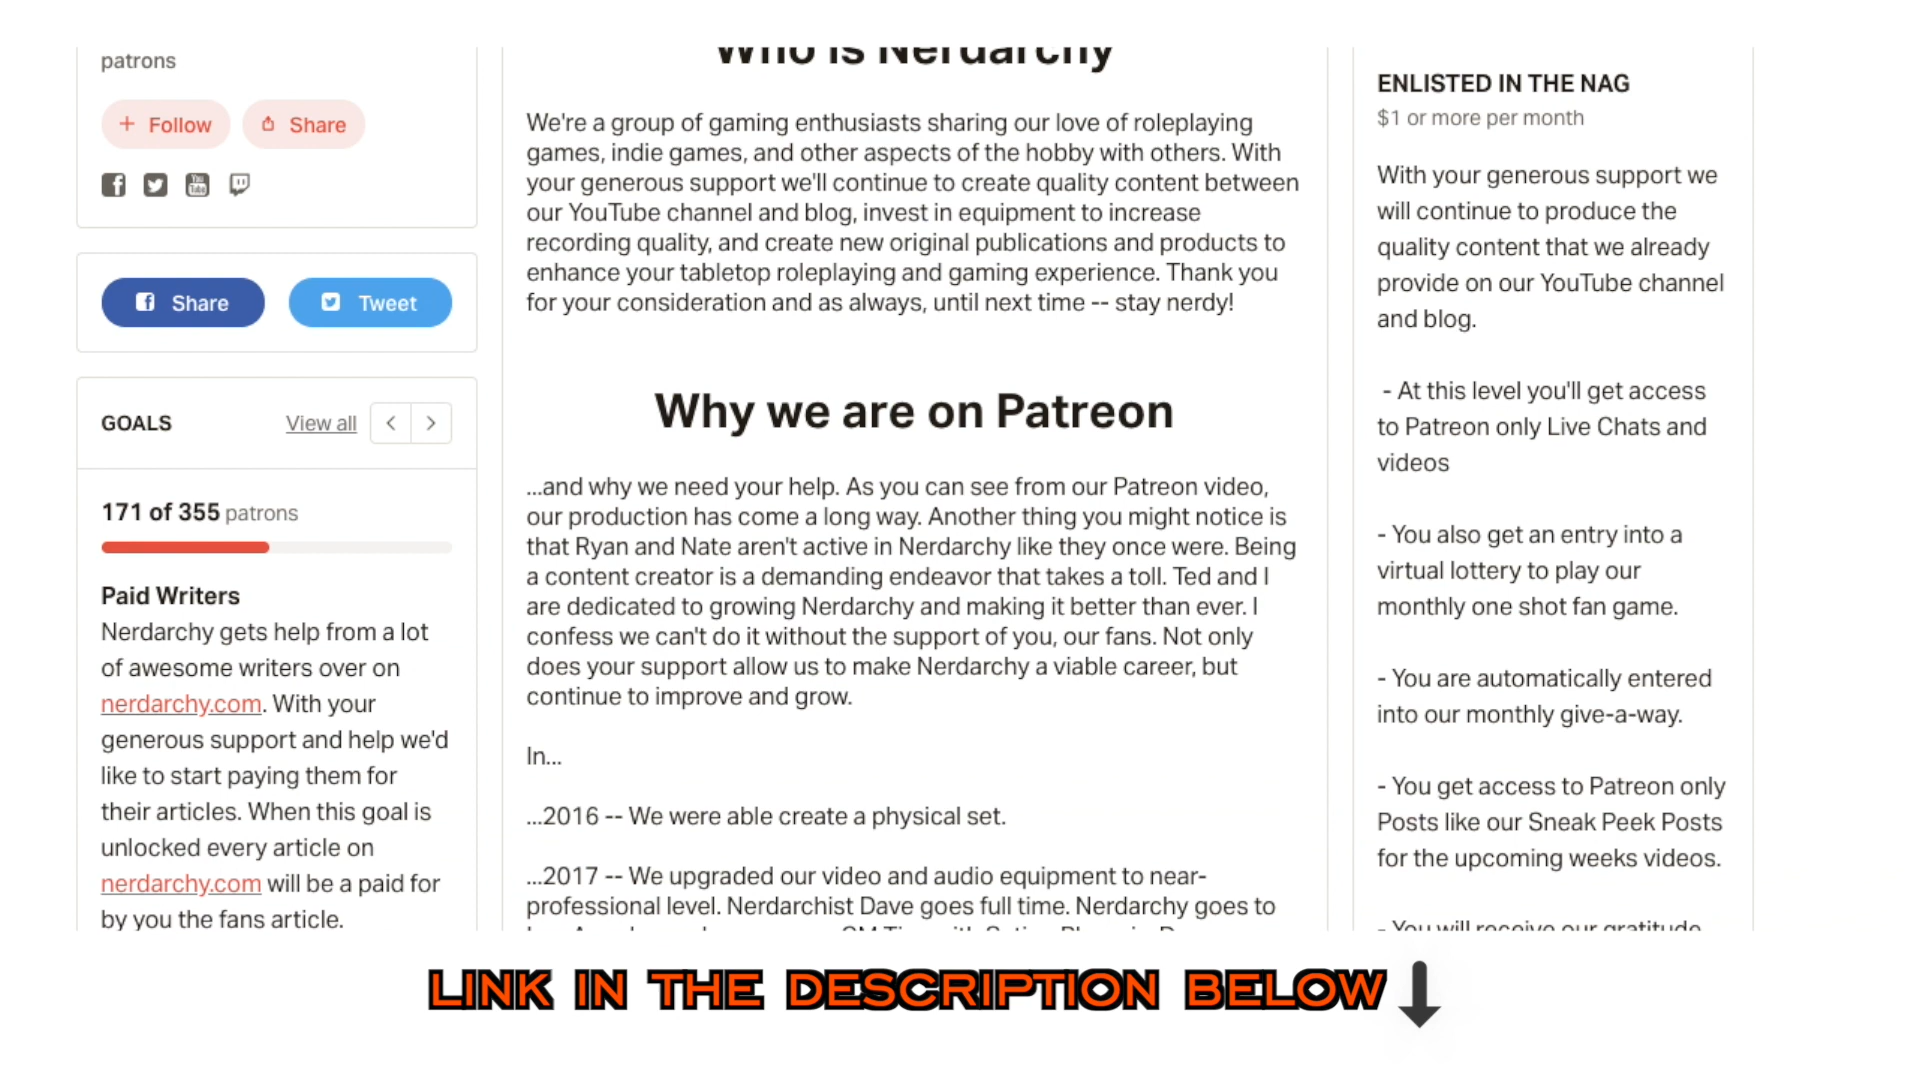 patrons
+ Follow
Share
Share
Tweet
GOALS
View all
171 of 355 patrons
Paid Writers
Nerdarchy gets help from a lot
of awesome writers over on
nerdarchy.com. With your
generous support and help we'd
like to start paying them for
their articles. When this goal is
unlocked every article on
nerdarchy.com will be a paid for
by you the fans article.
Who is Nerdarchy
We're a group of gaming enthusiasts sharing our love of roleplaying
games, indie games, and other aspects of the hobby with others. With
your generous support we'll continue to create quality content between
our YouTube channel and blog, invest in equipment to increase
recording quality, and create new original publications and products to
enhance your tabletop roleplaying and gaming experience. Thank you
for your consideration and as always, until next time -- stay nerdy!
Why we are on Patreon
...and why we need your help. As you can see from our Patreon video,
our production has come a long way. Another thing you might notice is
that Ryan and Nate aren't active in Nerdarchy like they once were. Being
a content creator is a demanding endeavor that takes a toll. Ted and I
are dedicated to growing Nerdarchy and making it better than ever. I
confess we can't do it without the support of you, our fans. Not only
does your support allow us to make Nerdarchy a viable career, but
continue to improve and grow.
In...
...2016 -- We were able create a physical set.
...2017 -- We upgraded our video and audio equipment to near-
professional level. Nerdarchist Dave goes full time. Nerdarchy goes to
ENLISTED IN THE NAG
$1 or more per month
With your generous support we
will continue to produce the
quality content that we already
provide on our YouTube channel
and blog.
- At this level you'll get access
to Patreon only Live Chats and
videos
- You also get an entry into a
virtual lottery to play our
monthly one shot fan game.
- You are automatically entered
into our monthly give-a-way.
- You get access to Patreon only
Posts like our Sneak Peek Posts
for the upcoming weeks videos.
- You will receive our gratitude
LINK IN THE DESCRIPTION BELOW